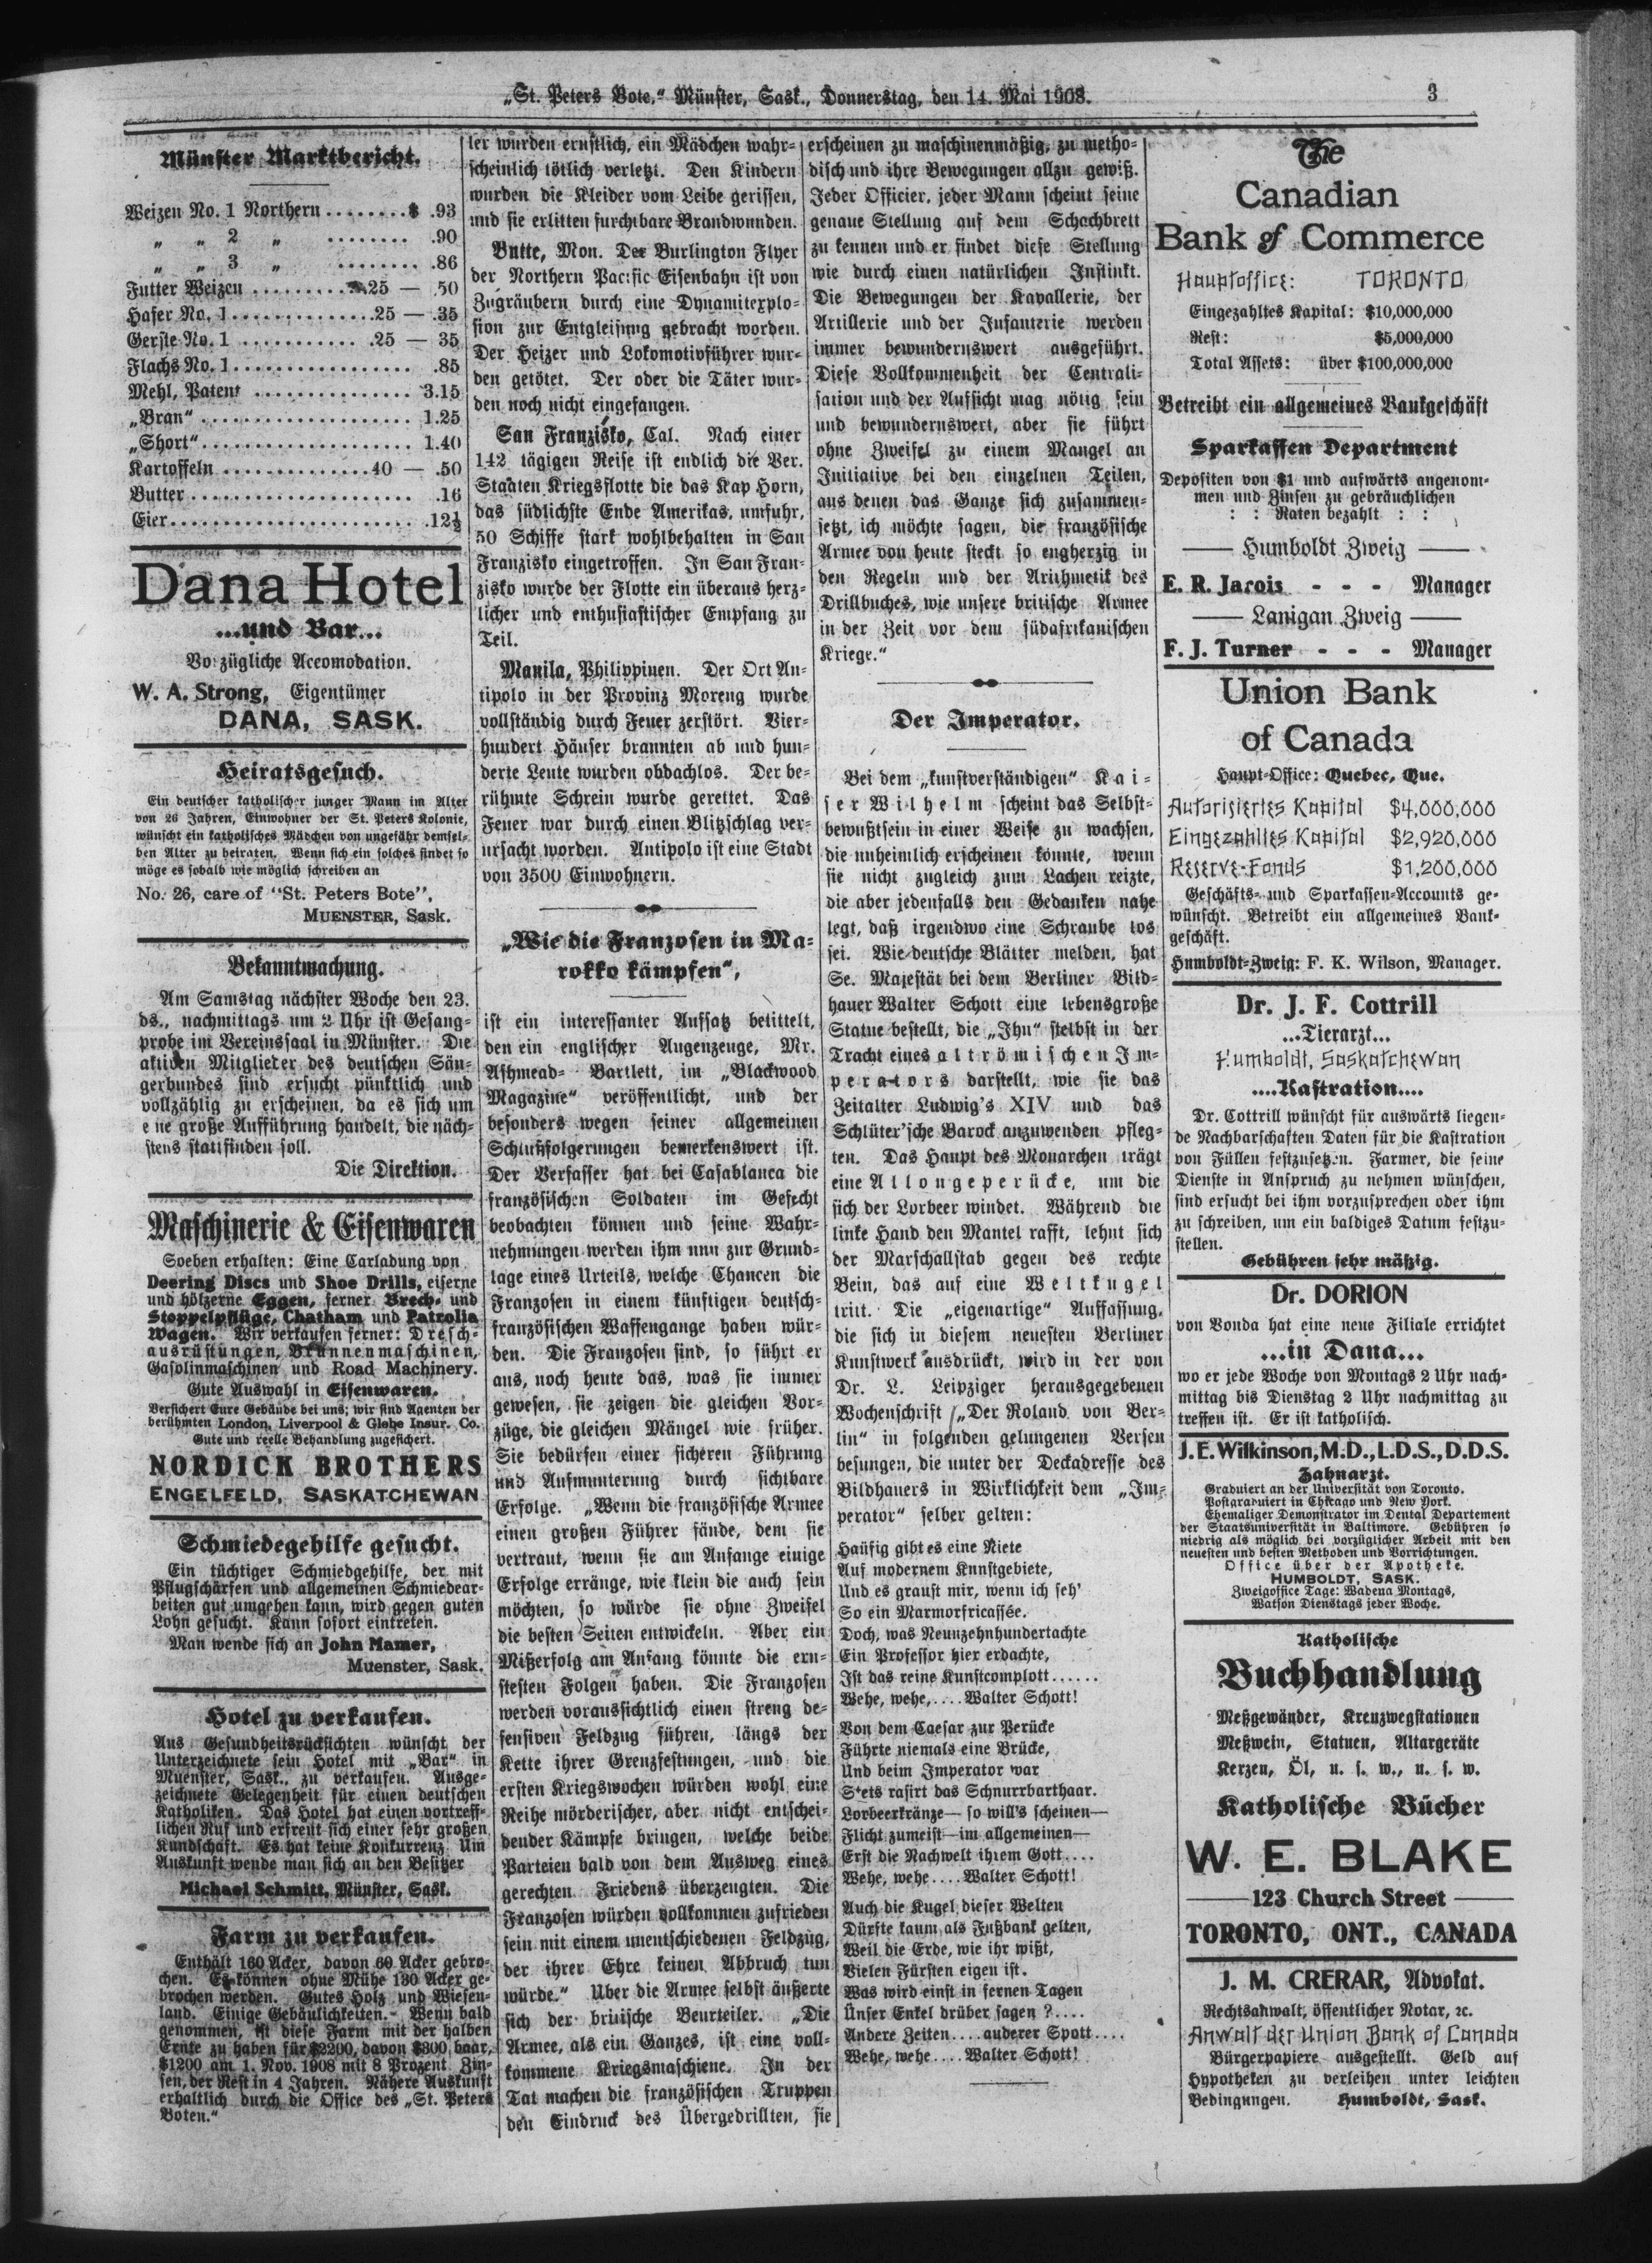 „St. Peters Bote,“ Münster, Sask., Donnerstag, den 14. Mai 1908.
3
Münster Marktbericht.
Weizen No. 1 Northern ........$ .93
„ „ 2 „ ........ .90
„ „ 3 „ ........ .86
Futter Weizen .......... .25 — .50
Hafer No. 1..............25 — .35
Gerste No. 1 ........... .25 — 35
Flachs No. 1................. .85
Mehl, Patent ............... 3.15
„Bran“..................... 1.25
„Short“.................... 1.40
Kartoffeln ..............40 — .50
Butter..................... .16
Eier....................... .12½
Dana Hotel
...und Bar...
Vorzügliche Accomodation.
W. A. Strong, Eigentümer
DANA, SASK.
Heiratsgesuch.
Ein deutscher katholischer junger Mann im Alter
von 26 Jahren, Einwohner der St. Peters Kolonie,
wünscht ein katholisches Mädchen von ungefähr demsel-
ben Alter zu heiraten. Wenn sich ein solches findet so
möge es sobald wie möglich schreiben an
No. 26, care of “St. Peters Bote”,
MUENSTER, Sask.
Bekanntmachung.
Am Samstag nächster Woche den 23.
ds., nachmittags um 2 Uhr ist Gesang-
probe im Vereinssaal in Münster. Die
aktiven Mitglieder des deutschen Sän-
gerbundes sind ersucht pünktlich und
vollzählig zu erscheinen, da es sich um
e ne große Aufführung handelt, die näch-
stens stattfinden soll.
Die Direktion.
Maschinerie & Eisenwaren
Soeben erhalten: Eine Carladung von
Deering Discs und Shoe Drills, eiserne
und hölzerne Eggen, ferner Brech- und
Stoppelpflüge, Chatham und Patrolia
Wagen. Wir verkaufen ferner: Dresch-
ausrüstungen, Brunnenmaschinen,
Gasolinmaschinen und Road Machinery.
Gute Auswahl in Eisenwaren.
Versichert Eure Gebäude bei uns; wir sind Agenten der
berühmten London, Liverpool & Globe Insur. Co.
Gute und reelle Behandlung zugesichert.
NORDICK BROTHERS
ENGELFELD, SASKATCHEWAN
Schmiedegehilfe gesucht.
Ein tüchtiger Schmiedgehilfe, der mit
Pflugschärfen und allgemeinen Schmiedear-
beiten gut umgehen kann, wird gegen guten
Lohn gesucht. Kann sofort eintreten.
Man wende sich an John Mamer,
Muenster, Sask.
Hotel zu verkaufen.
Aus Gesundheitsrücksichten wünscht der
Unterzeichnete sein Hotel mit „Bar“ in
Muenster, Sask., zu verkaufen. Ausge-
zeichnete Gelegenheit für einen deutschen
Katholiken. Das Hotel hat einen vortreff-
lichen Ruf und erfreut sich einer sehr großen
Kundschaft. Es hat keine Konkurrenz. Um
Auskunft wende man sich an den Besitzer
Michael Schmitt, Münster, Sask.
Farm zu verkaufen.
Enthält 160 Acker, davon 60 Acker gebro-
chen. Es können ohne Mühe 130 Acker ge-
brochen werden. Gutes Holz und Wiesen-
land. Einige Gebäulichkeiten. Wenn bald
genommen, ist diese Farm mit der halben
Ernte zu haben für $2200, davon $300 baar,
$1200 am 1. Nov. 1908 mit 8 Prozent Zin-
sen, der Rest in 4 Jahren. Nähere Auskunft
erhaltlich durch die Office des „St. Peters
Boten.“
ler wurden ernstlich, ein Mädchen wahr-
scheinlich tötlich verletzt. Den Kindern
wurden die Kleider vom Leibe gerissen,
und sie erlitten furchtbare Brandwunden.
Butte, Mon. Der Burlington Flyer
der Northern Pacific Eisenbahn ist von
Zugräubern durch eine Dynamitexplo-
sion zur Entgleisung gebracht worden.
Der Heizer und Lokomotivführer wur-
den getötet. Der oder die Täter wur-
den noch nicht eingefangen.
San Franzisko, Cal. Nach einer
142 tägigen Reise ist endlich die Ver.
Staaten Kriegsflotte die das Kap Horn,
das südlichste Ende Amerikas, umfuhr,
50 Schiffe stark wohlbehalten in San
Franzisko eingetroffen. In San Fran-
zisko wurde der Flotte ein überaus herz-
licher und enthusiastischer Empfang zu
Teil.
Manila, Philippinen. Der Ort An-
tipolo in der Provinz Moreng wurde
vollständig durch Feuer zerstört. Vier-
hundert Häuser brannten ab und hun-
derte Leute wurden obdachlos. Der be-
rühmte Schrein wurde gerettet. Das
Feuer war durch einen Blitzschlag ver-
ursacht worden. Antipolo ist eine Stadt
von 3500 Einwohnern.
„Wie die Franzosen in Ma-
rokko kämpfen“,
ist ein interessanter Aufsatz betittelt,
den ein englischer Augenzeuge, Mr.
Ashmead- Bartlett, im „Blackwood
Magazine“ veröffentlicht, und der
besonders wegen seiner allgemeinen
Schlußfolgerungen bemerkenswert ist.
Der Verfasser hat bei Casablanca die
französischen Soldaten im Gefecht
beobachten können und seine Wahr-
nehmungen werden ihm nun zur Grund-
lage eines Urteils, welche Chancen die
Franzosen in einem künftigen deutsch-
französischen Waffengange haben wür-
den. Die Franzosen sind, so führt er
aus, noch heute das, was sie immer
gewesen, sie zeigen die gleichen Vor-
züge, die gleichen Mängel wie früher.
Sie bedürfen einer sicheren Führung
und Aufmunterung durch sichtbare
Erfolge. „Wenn die französische Armee
einen großen Führer fände, dem sie
vertraut, wenn sie am Anfange einige
Erfolge erränge, wie klein die auch sein
möchten, so würde sie ohne Zweifel
die besten Seiten entwickeln. Aber ein
Mißerfolg am Anfang könnte die ern-
stesten Folgen haben. Die Franzosen
werden voraussichtlich einen streng de-
fensiven Feldzug führen, längs der
Kette ihrer Grenzfestungen, und die
ersten Kriegswochen würden wohl eine
Reihe mörderischer, aber nicht entschei-
dender Kämpfe bringen, welche beide
Parteien bald von dem Ausweg eines
gerechten Friedens überzeugten. Die
Franzosen würden vollkommen zufrieden
sein mit einem unentschiedenen Feldzug,
der ihrer Ehre keinen Abbruch tun
würde.“ Über die Armee selbst äußerte
sich der britische Beurteiler. „Die
Armee, als ein Ganzes, ist eine voll-
kommene Kriegsmaschiene. In der
Tat machen die französischen Truppen
den Eindruck des Übergedrillten, sie
erscheinen zu maschinenmäßig, zu metho-
disch und ihre Bewegungen allzu gewiß.
Jeder Officier, jeder Mann scheint seine
genaue Stellung auf dem Schachbrett
zu kennen und er findet diese Stellung
wie durch einen natürlichen Instinkt.
Die Bewegungen der Kavallerie, der
Artillerie und der Infanterie werden
immer bewundernswert ausgeführt.
Diese Vollkommenheit der Centrali-
sation und der Aufsicht mag nötig sein
und bewundernswert, aber sie führt
ohne Zweifel zu einem Mangel an
Initiative bei den einzelnen Teilen,
aus denen das Ganze sich zusammen-
setzt, ich möchte sagen, die französische
Armee von heute steckt so engherzig in
den Regeln und der Arithmetik des
Drillbuches, wie unsere britische Armee
in der Zeit vor dem südafrikanischen
Kriege.“
Der Imperator.
Bei dem „kunstverständigen“ Kai-
ser Wilhelm scheint das Selbst-
bewußtsein in einer Weise zu wachsen,
die unheimlich erscheinen könnte, wenn
sie nicht zugleich zum Lachen reizte,
die aber jedenfalls den Gedanken nahe
legt, daß irgendwo eine Schraube los
sei. Wie deutsche Blätter melden, hat
Se. Majestät bei dem Berliner Bild-
hauer Walter Schott eine lebensgroße
Statue bestellt, die „Ihn“ stelbst in der
Tracht eines altrömischen Im-
perators darstellt, wie sie das
Zeitalter Ludwig's XIV und das
Schlüter'sche Barock anzuwenden pfleg-
ten. Das Haupt des Monarchen trägt
eine Allongeperücke, um die
sich der Lorbeer windet. Während die
linke Hand den Mantel rafft, lehnt sich
der Marschallstab gegen des rechte
Bein, das auf eine Weltkugel
tritt. Die „eigenartige“ Auffassung,
die sich in diesem neuesten Berliner
Kunstwerk ausdrückt, wird in der von
Dr. L. Leipziger herausgegebenen
Wochenschrift „Der Roland von Ber-
lin“ in folgenden gelungenen Versen
besungen, die unter der Deckadresse des
Bildhauers in Wirklichkeit dem „Im-
perator“ selber gelten:
Haüfig gibt es eine Niete
Auf modernem Kunstgebiete,
Und es graust mir, wenn ich seh'
So ein Marmorfricassée.
Doch, was Neunzehnhundertachte
Ein Professor hier erdachte,
Ist das reine Kunstcomplott......
Wehe, wehe,....Walter Schott!
Von dem Caesar zur Perücke
Führte niemals eine Brücke,
Und beim Imperator war
Stets rasirt das Schnurrbarthaar.
Lorbeerkränze— so will's scheinen—
Flicht zumeist—im allgemeinen—
Erst die Nachwelt ihrem Gott....
Wehe, wehe....Walter Schott!
Auch die Kugel dieser Welten
Dürfte kaum als Fußbank gelten,
Weil die Erde, wie ihr wißt,
Vielen Fürsten eigen ist.
Was wird einst in fernen Tagen
Unser Enkel drüber sagen ?....
Andere Zeiten....anderer Spott....
Wehe, wehe....Walter Schott!
The
Canadian
Bank of Commerce
Hauptoffice: TORONTO
Eingezahltes Kapital: $10,000,000
Rest: $5,000,000
Total Assets: über $100,000,000
Betreibt ein allgemeines Bankgeschäft
Sparkassen Department
Depositen von $1 und aufwärts angenom-
men und Zinsen zu gebräuchlichen
: : Raten bezahlt : :
Humboldt Zweig
E. R. Jarois - - - Manager
Lanigan Zweig
F. J. Turner - - - Manager
Union Bank
of Canada
Haupt-Office: Quebec, Que.
Autorisiertes Kapital $4,000,000
Eingezahltes Kapital $2,920,000
Reserve-Fonds $1,200,000
Geschäfts- und Sparkassen-Accounts ge-
wünscht. Betreibt ein allgemeines Bank-
geschäft.
Humboldt-Zweig: F. K. Wilson, Manager.
Dr. J. F. Cottrill
...Tierarzt...
Humboldt, Saskatchewan
....Kastration....
Dr. Cottrill wünscht für auswärts liegen-
de Nachbarschaften Daten für die Kastration
von Füllen festzusetzen. Farmer, die seine
Dienste in Anspruch zu nehmen wünschen,
sind ersucht bei ihm vorzusprechen oder ihm
zu schreiben, um ein baldiges Datum festzu-
stellen.
Gebühren sehr mäßig.
Dr. DORION
von Vonda hat eine neue Filiale errichtet
...in Dana...
wo er jede Woche von Montags 2 Uhr nach-
mittag bis Dienstag 2 Uhr nachmittag zu
treffen ist. Er ist katholisch.
J. E. Wilkinson, M.D., L.D.S., D.D.S.
Zahnarzt.
Graduiert an der Universität von Toronto.
Postgraduiert in Chicago und New York.
Ehemaliger Demonstrator im Dental Departement
der Staatsuniversität in Baltimore. Gebühren so
niedrig als möglich bei vorzüglicher Arbeit mit den
neuesten und besten Methoden und Vorrichtungen.
Office über der Apotheke.
HUMBOLDT, SASK.
Zweigoffice Tage: Wadena Montags,
Watson Dienstags jeder Woche.
Katholische
Buchhandlung
Meßgewänder, Kreuzwegstationen
Meßwein, Statuen, Altargeräte
Kerzen, Öl, u. s. w., u. s. w.
Katholische Bücher
W. E. BLAKE
123 Church Street
TORONTO, ONT., CANADA
J. M. CRERAR, Advokat.
Rechtsanwalt, öffentlicher Notar, ꝛc.
Anwalt der Union Bank of Canada
Bürgerpapiere ausgestellt. Geld auf
Hypotheken zu verleihen unter leichten
Bedingungen. Humboldt, Sask.